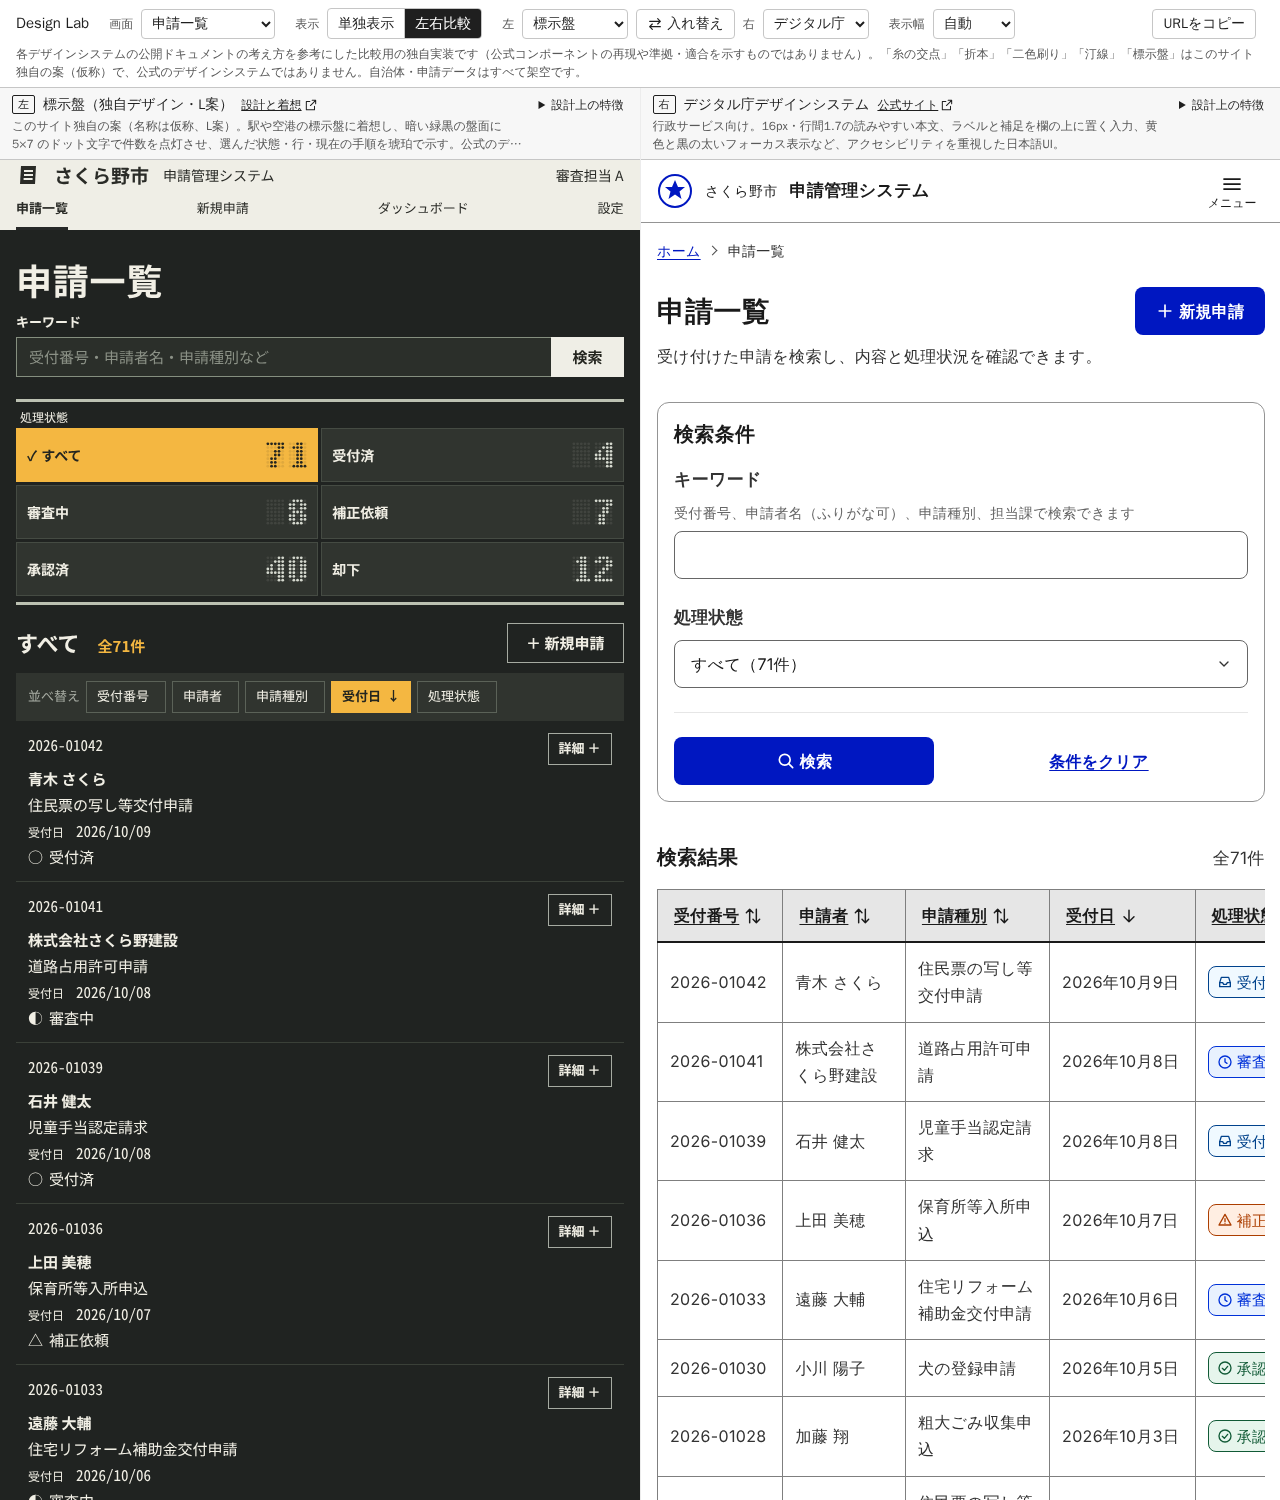 Design Lab 画面 申請一覧 表示 単独表示 左右比較 左 標示盤 ⇄ 入れ替え 右 デジタル庁 表示幅 自動 URLをコピー
各デザインシステムの公開ドキュメントの考え方を参考にした比較用の独自実装です（公式コンポーネントの再現や準拠・適合を示すものではありません）。「糸の交点」「折本」「二色刷り」「汀線」「標示盤」はこのサイト
独自の案（仮称）で、公式のデザインシステムではありません。自治体・申請データはすべて架空です。
左 標示盤（独自デザイン・L案） 設計と着想 ▶ 設計上の特徴
このサイト独自の案（名称は仮称、L案）。駅や空港の標示盤に着想し、暗い緑黒の盤面に
5×7 のドット文字で件数を点灯させ、選んだ状態・行・現在の手順を琥珀で示す。公式のデ…
さくら野市 申請管理システム 審査担当 A
申請一覧 新規申請 ダッシュボード 設定
申請一覧
キーワード
受付番号・申請者名・申請種別など 検索
処理状態
✓ すべて 71 受付済 4
審査中 8 補正依頼 7
承認済 40 却下 12
すべて 全71件 ＋ 新規申請
並べ替え 受付番号 申請者 申請種別 受付日 ↓ 処理状態
2026-01042 詳細 ＋
青木 さくら
住民票の写し等交付申請
受付日 2026/10/09
○ 受付済
2026-01041 詳細 ＋
株式会社さくら野建設
道路占用許可申請
受付日 2026/10/08
◐ 審査中
2026-01039 詳細 ＋
石井 健太
児童手当認定請求
受付日 2026/10/08
○ 受付済
2026-01036 詳細 ＋
上田 美穂
保育所等入所申込
受付日 2026/10/07
△ 補正依頼
2026-01033 詳細 ＋
遠藤 大輔
住宅リフォーム補助金交付申請
受付日 2026/10/06
◐ 審査中
右 デジタル庁デザインシステム 公式サイト ▶ 設計上の特徴
行政サービス向け。16px・行間1.7の読みやすい本文、ラベルと補足を欄の上に置く入力、黄
色と黒の太いフォーカス表示など、アクセシビリティを重視した日本語UI。
さくら野市 申請管理システム メニュー
ホーム 申請一覧
申請一覧 ＋ 新規申請
受け付けた申請を検索し、内容と処理状況を確認できます。
検索条件
キーワード
受付番号、申請者名（ふりがな可）、申請種別、担当課で検索できます
処理状態
すべて（71件）
検索 条件をクリア
検索結果 全71件
受付番号 申請者 申請種別 受付日 ↓ 処理状態
2026-01042 青木 さくら 住民票の写し等 2026年10月9日 受付
交付申請
2026-01041 株式会社さ 道路占用許可申 2026年10月8日 審査
くら野建設 請
2026-01039 石井 健太 児童手当認定請 2026年10月8日 受付
求
2026-01036 上田 美穂 保育所等入所申 2026年10月7日 補正
込
2026-01033 遠藤 大輔 住宅リフォーム 2026年10月6日 審査
補助金交付申請
2026-01030 小川 陽子 犬の登録申請 2026年10月5日 承認
2026-01028 加藤 翔 粗大ごみ収集申 2026年10月3日 承認
込
住民票の写し等